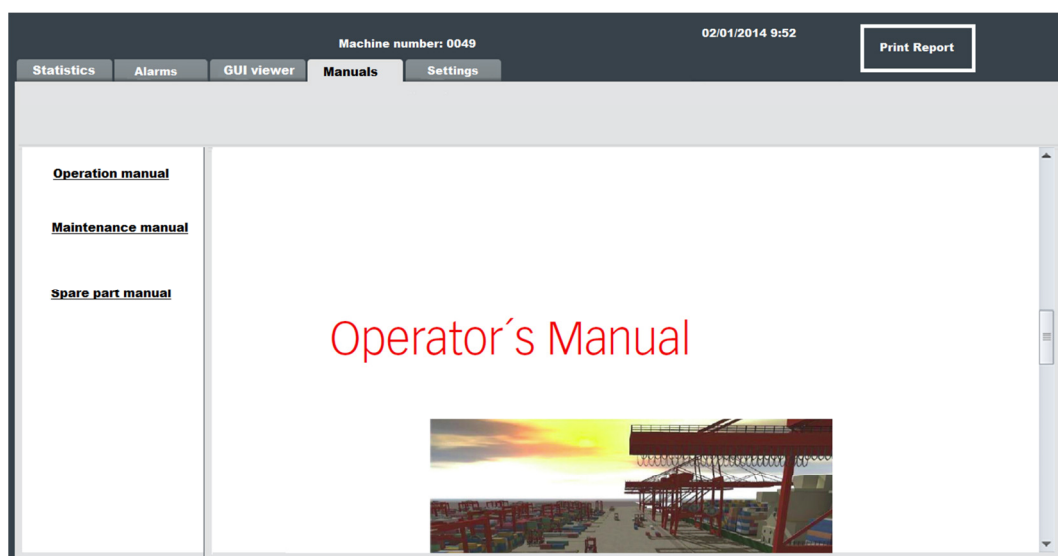 02/01/2014 9:52
Machine number: 0049
Print Report
Statistics Alarms GUI viewer Manuals Settings
Operation manual
Maintenance manual
Spare part manual
Operator´s Manual